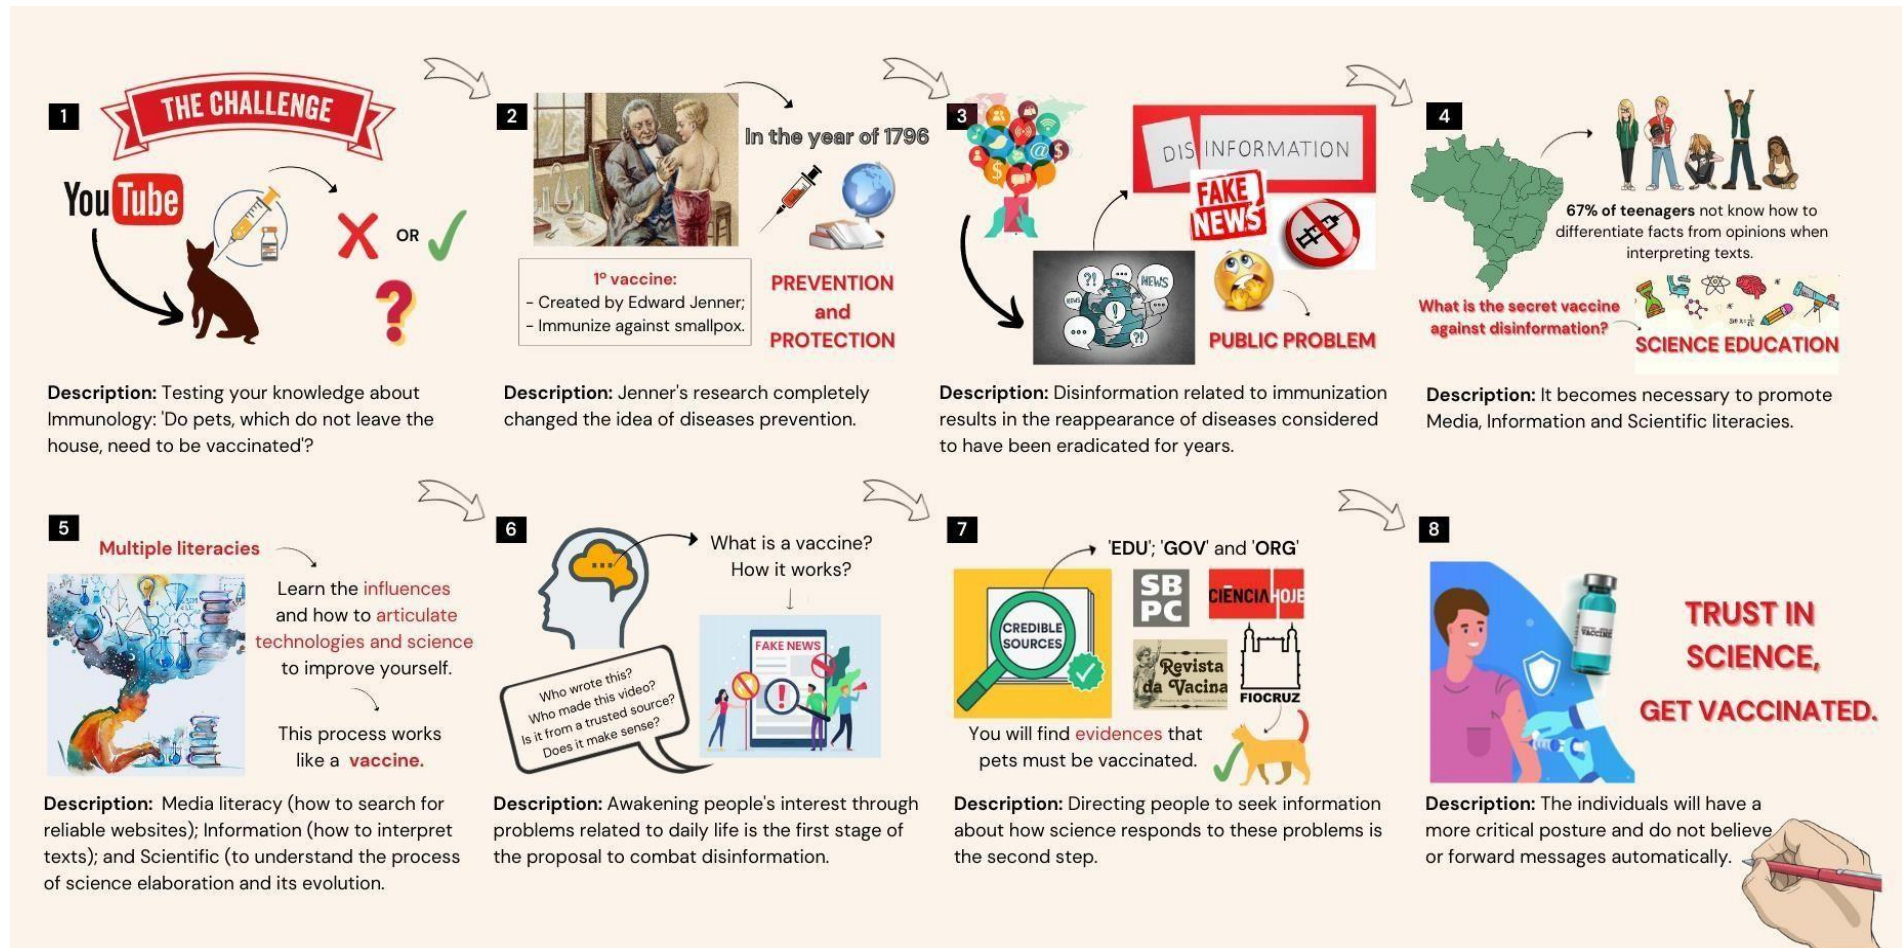 1
THE CHALLENGE
YouTube
OR
Description: Testing your knowledge about
Immunology: 'Do pets, which do not leave the
house, need to be vaccinated'?
2
In the year of 1796
1º vaccine:
- Created by Edward Jenner;
- Immunize against smallpox.
PREVENTION
and
PROTECTION
Description: Jenner's research completely
changed the idea of diseases prevention.
3
DISINFORMATION
FAKE
NEWS
?!
...
NEWS
NEWS
!
...
...
?!
PUBLIC PROBLEM
Description: Disinformation related to immunization
results in the reappearance of diseases considered
to have been eradicated for years.
4
67% of teenagers not know how to
differentiate facts from opinions when
interpreting texts.
What is the secret vaccine
against disinformation?
SCIENCE EDUCATION
Description: It becomes necessary to promote
Media, Information and Scientific literacies.
5
Multiple literacies
Learn the influences
and how to articulate
technologies and science
to improve yourself.
This process works
like a vaccine.
Description: Media literacy (how to search for
reliable websites); Information (how to interpret
texts); and Scientific (to understand the process
of science elaboration and its evolution.
6
What is a vaccine?
How it works?
FAKE NEWS
Who wrote this?
Who made this video?
Is it from a trusted source?
Does it make sense?
Description: Awakening people's interest through
problems related to daily life is the first stage of
the proposal to combat disinformation.
7
'EDU'; 'GOV' and 'ORG'
CREDIBLE
SOURCES
SB
PC
CIÊNCIA HOJE
Revista
da Vacina
FIOCRUZ
You will find evidences that
pets must be vaccinated.
Description: Directing people to seek information
about how science responds to these problems is
the second step.
8
VACCINE
TRUST IN
SCIENCE,
GET VACCINATED.
Description: The individuals will have a
more critical posture and do not believe
or forward messages automatically.